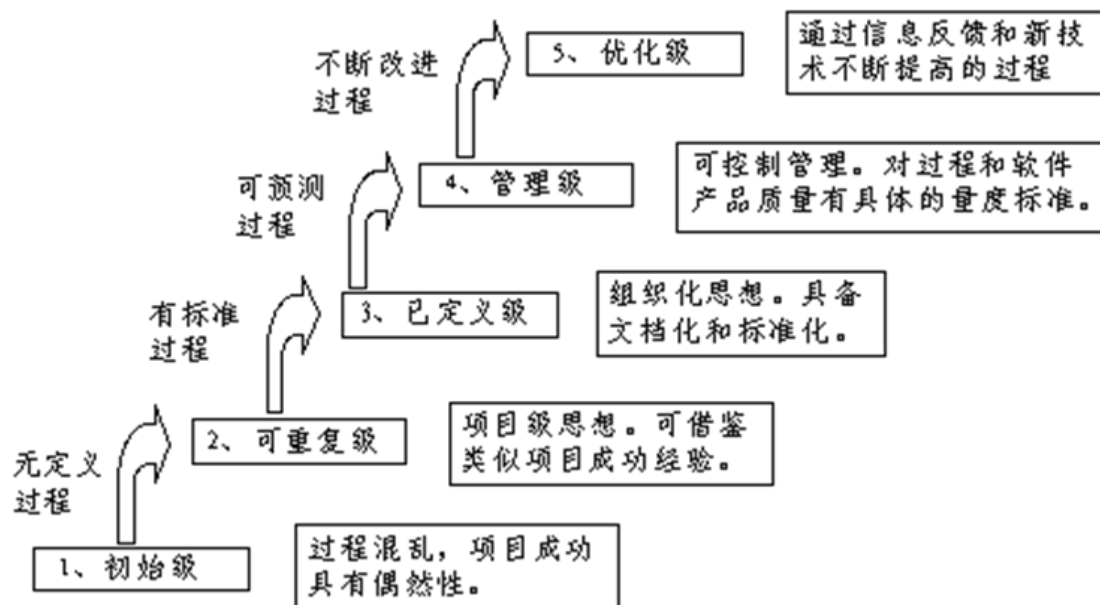 5、优化级
通过信息反馈和新技
术不断提高的过程
不断改进
过程
4、管理级
可控制管理。对过程和软件
产品质量有具体的量度标准。
可预测
过程
3、已定义级
组织化思想。具备
文档化和标准化。
有标准
过程
2、可重复级
项目级思想。可借鉴
类似项目成功经验。
无定义
过程
1、初始级
过程混乱，项目成功
具有偶然性。